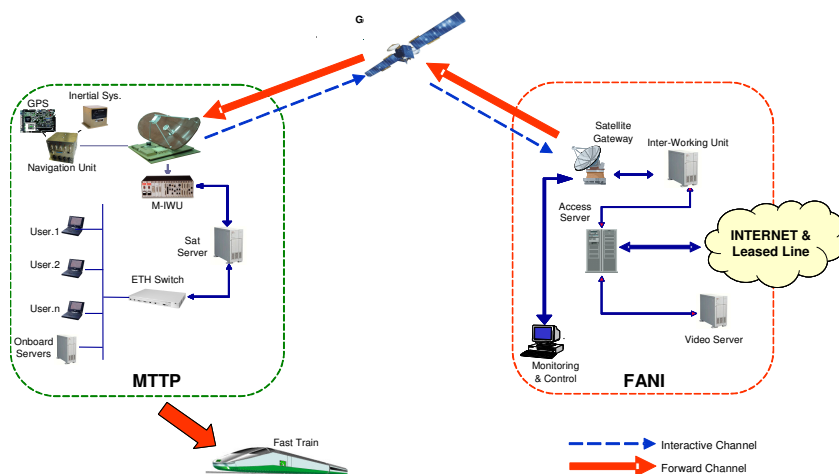 G
Inertial Sys.
GPS
Navigation Unit
M-IWU
User.1
Sat
Server
User.2
ETH Switch
User.n
Onboard
Servers
MTTP
Fast Train
Satellite
Gateway
Inter-Working Unit
Access
Server
INTERNET &
Leased Line
Video Server
Monitoring
& Control
FANI
Interactive Channel
Forward Channel